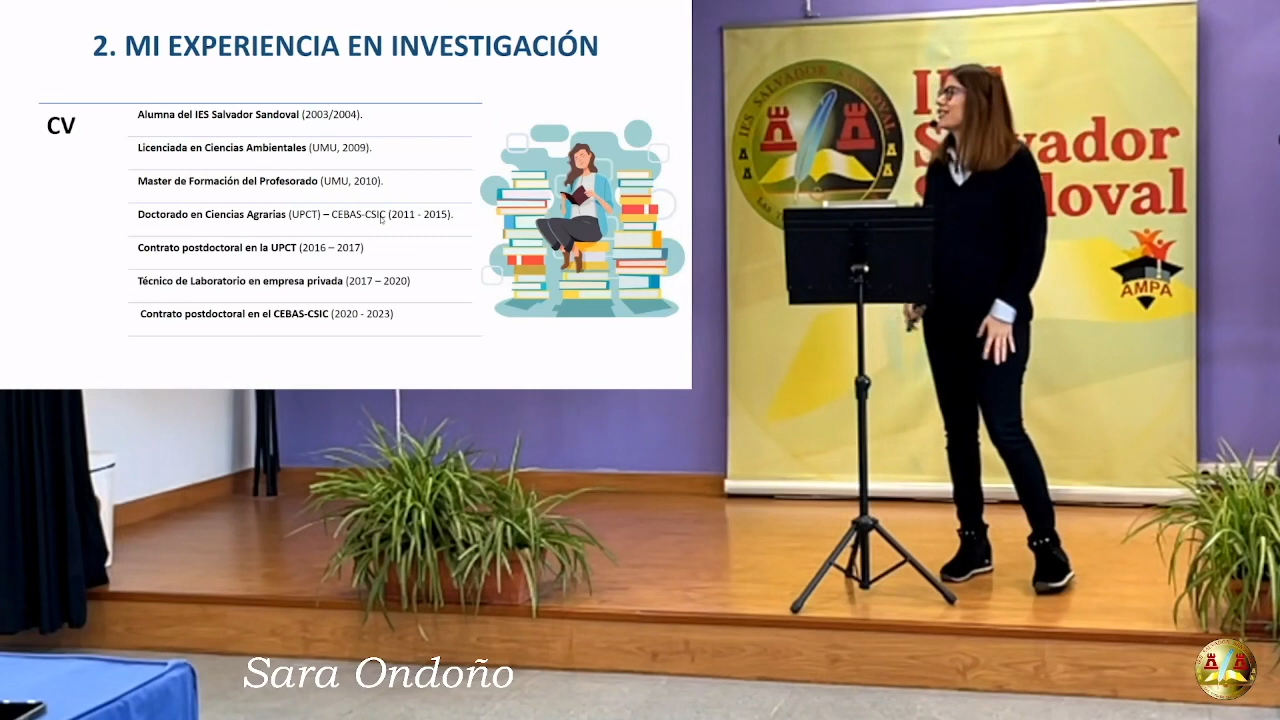 2. MI EXPERIENCIA EN INVESTIGACIÓN
CV
Alumna del IES Salvador Sandoval (2003/2004).
Licenciada en Ciencias Ambientales (UMU, 2009).
Master de Formación del Profesorado (UMU, 2010).
Doctorado en Ciencias Agrarias (UPCT) – CEBAS-CSIC (2011 - 2015).
Contrato postdoctoral en la UPCT (2016 – 2017)
Técnico de Laboratorio en empresa privada (2017 – 2020)
Contrato postdoctoral en el CEBAS-CSIC (2020 - 2023)
IES SALVADOR SANDOVAL
IES
Salvador
Sandoval
AMPA
Sara Ondoño